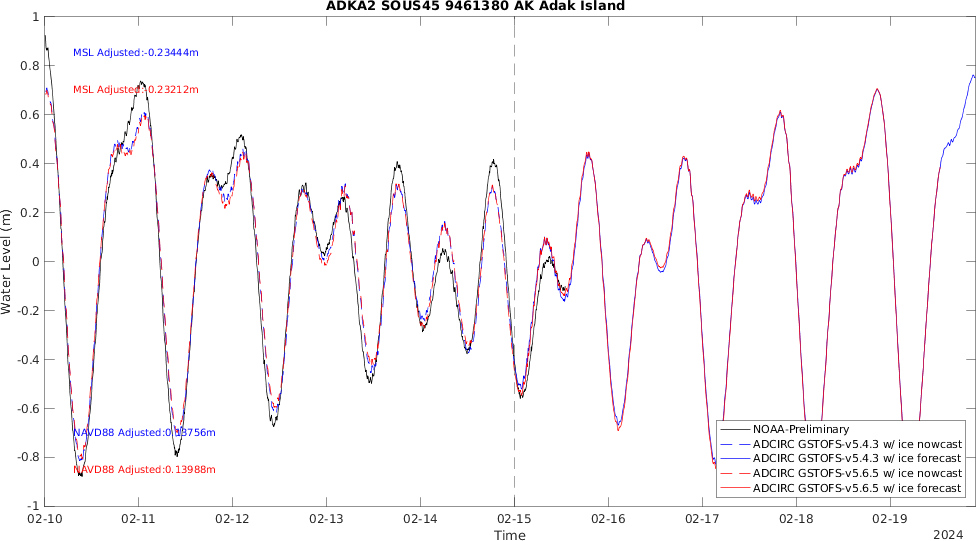 ADKA2 SOUS45 9461380 AK Adak Island
1
0.8
0.6
0.4
0.2
0
-0.2
-0.4
-0.6
-0.8
-1
Water Level (m)
MSL Adjusted:-0.23444m
MSL Adjusted:-0.23212m
NAVD88 Adjusted:0.13756m
NAVD88 Adjusted:0.13988m
NOAA-Preliminary
ADCIRC GSTOFS-v5.4.3 w/ ice nowcast
ADCIRC GSTOFS-v5.4.3 w/ ice forecast
ADCIRC GSTOFS-v5.6.5 w/ ice nowcast
ADCIRC GSTOFS-v5.6.5 w/ ice forecast
02-10 02-11 02-12 02-13 02-14 02-15 02-16 02-17 02-18 02-19
Time
2024